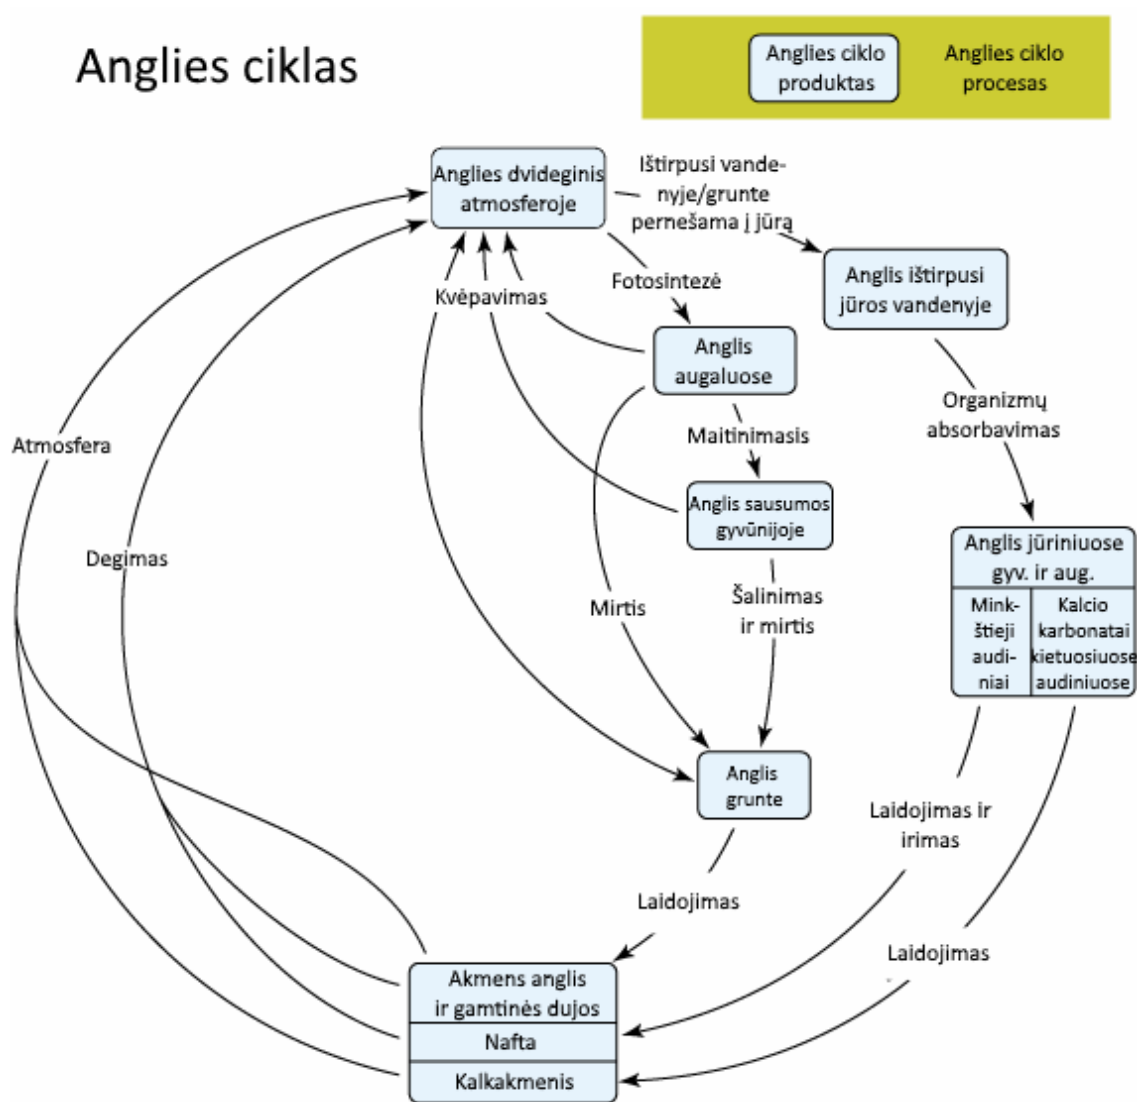 Anglies ciklas
Anglies ciklo
produktas
Anglies ciklo
procesas
Anglies dvideginis
atmosferoje
Ištirpusi vande-
nyje/grunte
pernešama į jūrą
Anglis ištirpusi
jūros vandenyje
Fotosintezė
Kvėpavimas
Anglis
augaluose
Organizmų
absorbavimas
Maitinimasis
Atmosfera
Anglis sausumos
gyvūnijoje
Degimas
Anglis jūriniuose
gyv. ir aug.
Mink-
štieji
audi-
niai
Kalcio
karbonatai
kietuosiuose
audiniuose
Mirtis
Šalinimas
ir mirtis
Anglis
grunte
Laidojimas ir
irimas
Laidojimas
Laidojimas
Akmens anglis
ir gamtinės dujos
Nafta
Kalkakmenis